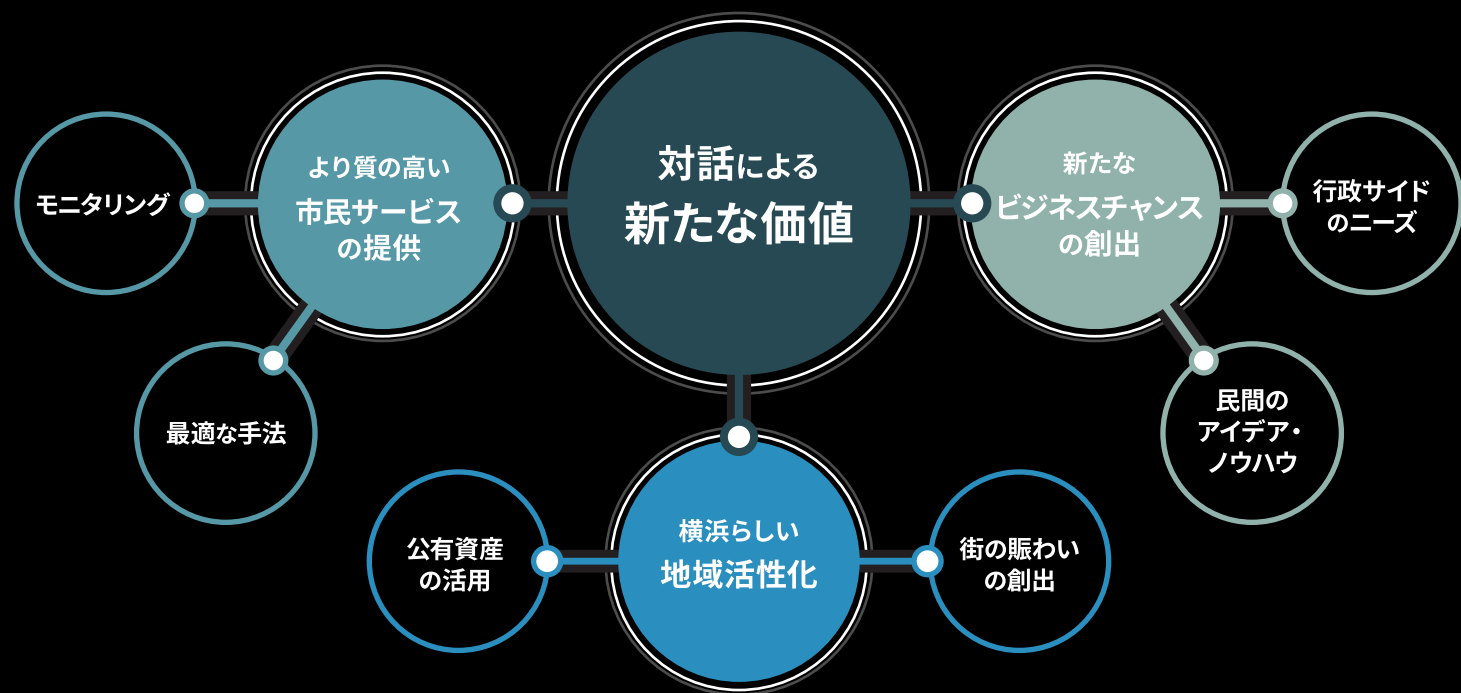 対話による
新たな価値
より質の高い
市民サービス
の提供
モニタリング
最適な手法
新たな
ビジネスチャンス
の創出
行政サイド
のニーズ
民間の
アイデア・
ノウハウ
横浜らしい
地域活性化
公有資産
の活用
街の賑わい
の創出